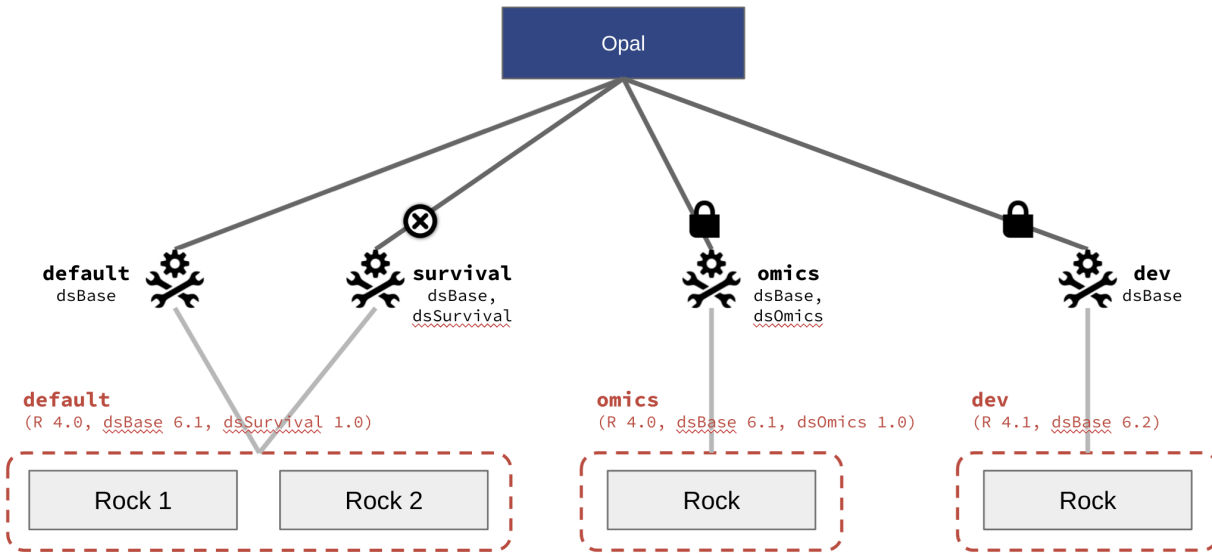 Opal
default
dsBase
survival
dsBase,
dsSurvival
omics
dsBase,
dsOmics
dev
dsBase
default
(R 4.0, dsBase 6.1, dsSurvival 1.0)
omics
(R 4.0, dsBase 6.1, dsOmics 1.0)
dev
(R 4.1, dsBase 6.2)
Rock 1
Rock 2
Rock
Rock